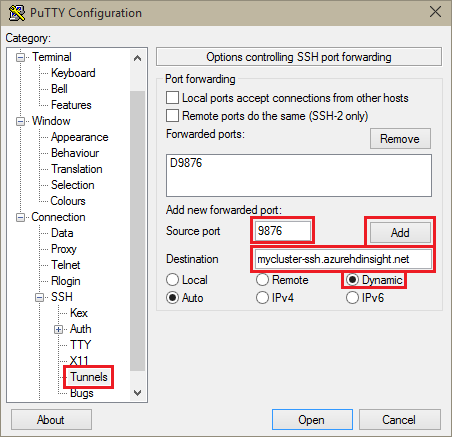 PuTTY Configuration
Category:
Terminal
Keyboard
Bell
Features
Window
Appearance
Behaviour
Translation
Selection
Colours
Connection
Data
Proxy
Telnet
Rlogin
SSH
Kex
Auth
TTY
X11
Tunnels
Bugs
Options controlling SSH port forwarding
Port forwarding
Local ports accept connections from other hosts
Remote ports do the same (SSH-2 only)
Forwarded ports:
Remove
D9876
Add new forwarded port:
Source port 9876 Add
Destination mycluster-ssh.azurehdinsight.net
Local Remote Dynamic
Auto IPv4 IPv6
About Open Cancel